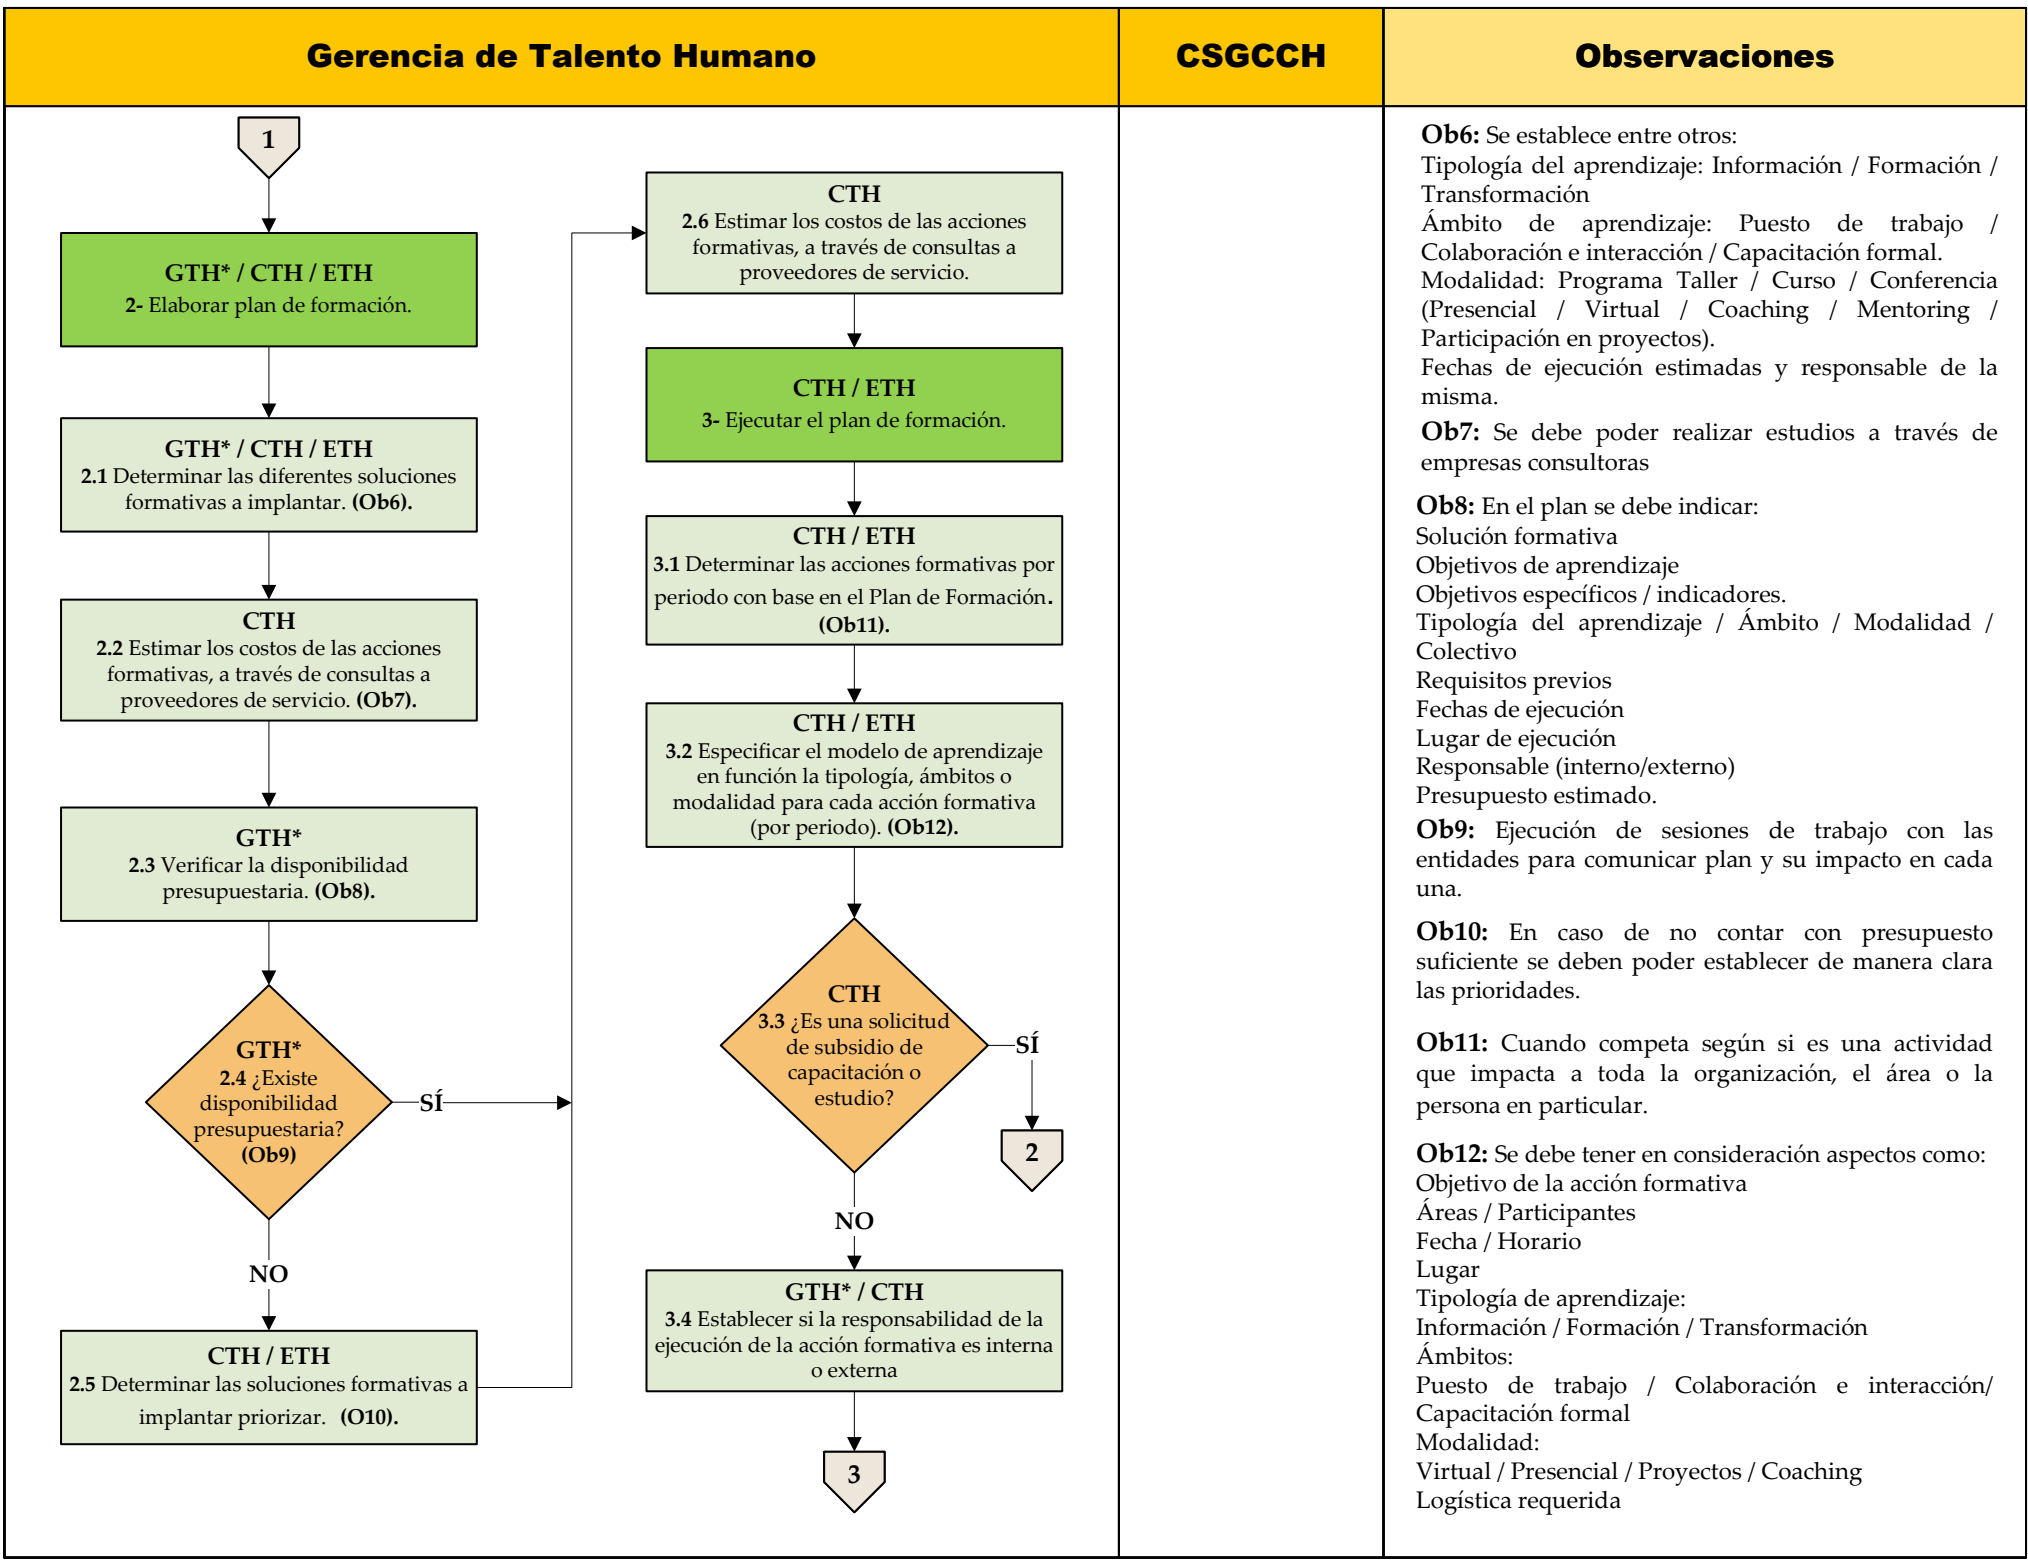 Gerencia de Talento Humano
CSGCCH
Observaciones
1
GTH* / CTH / ETH
2- Elaborar plan de formación.
GTH* / CTH / ETH
2.1 Determinar las diferentes soluciones
formativas a implantar. (Ob6).
CTH
2.2 Estimar los costos de las acciones
formativas, a través de consultas a
proveedores de servicio. (Ob7).
GTH*
2.3 Verificar la disponibilidad
presupuestaria. (Ob8).
GTH*
2.4 ¿Existe
disponibilidad
presupuestaria?
(Ob9)
SÍ
NO
CTH / ETH
2.5 Determinar las soluciones formativas a
implantar priorizar. (O10).
CTH
2.6 Estimar los costos de las acciones
formativas, a través de consultas a
proveedores de servicio.
CTH / ETH
3- Ejecutar el plan de formación.
CTH / ETH
3.1 Determinar las acciones formativas por
periodo con base en el Plan de Formación.
(Ob11).
CTH / ETH
3.2 Especificar el modelo de aprendizaje
en función la tipología, ámbitos o
modalidad para cada acción formativa
(por periodo). (Ob12).
CTH
3.3 ¿Es una solicitud
de subsidio de
capacitación o
estudio?
SÍ
2
NO
GTH* / CTH
3.4 Establecer si la responsabilidad de la
ejecución de la acción formativa es interna
o externa
3
Ob6: Se establece entre otros:
Tipología del aprendizaje: Información / Formación /
Transformación
Ámbito de aprendizaje: Puesto de trabajo /
Colaboración e interacción / Capacitación formal.
Modalidad: Programa Taller / Curso / Conferencia
(Presencial / Virtual / Coaching / Mentoring /
Participación en proyectos).
Fechas de ejecución estimadas y responsable de la
misma.
Ob7: Se debe poder realizar estudios a través de
empresas consultoras
Ob8: En el plan se debe indicar:
Solución formativa
Objetivos de aprendizaje
Objetivos específicos / indicadores.
Tipología del aprendizaje / Ámbito / Modalidad /
Colectivo
Requisitos previos
Fechas de ejecución
Lugar de ejecución
Responsable (interno/externo)
Presupuesto estimado.
Ob9: Ejecución de sesiones de trabajo con las
entidades para comunicar plan y su impacto en cada
una.
Ob10: En caso de no contar con presupuesto
suficiente se deben poder establecer de manera clara
las prioridades.
Ob11: Cuando competa según si es una actividad
que impacta a toda la organización, el área o la
persona en particular.
Ob12: Se debe tener en consideración aspectos como:
Objetivo de la acción formativa
Áreas / Participantes
Fecha / Horario
Lugar
Tipología de aprendizaje:
Información / Formación / Transformación
Ámbitos:
Puesto de trabajo / Colaboración e interacción/
Capacitación formal
Modalidad:
Virtual / Presencial / Proyectos / Coaching
Logística requerida